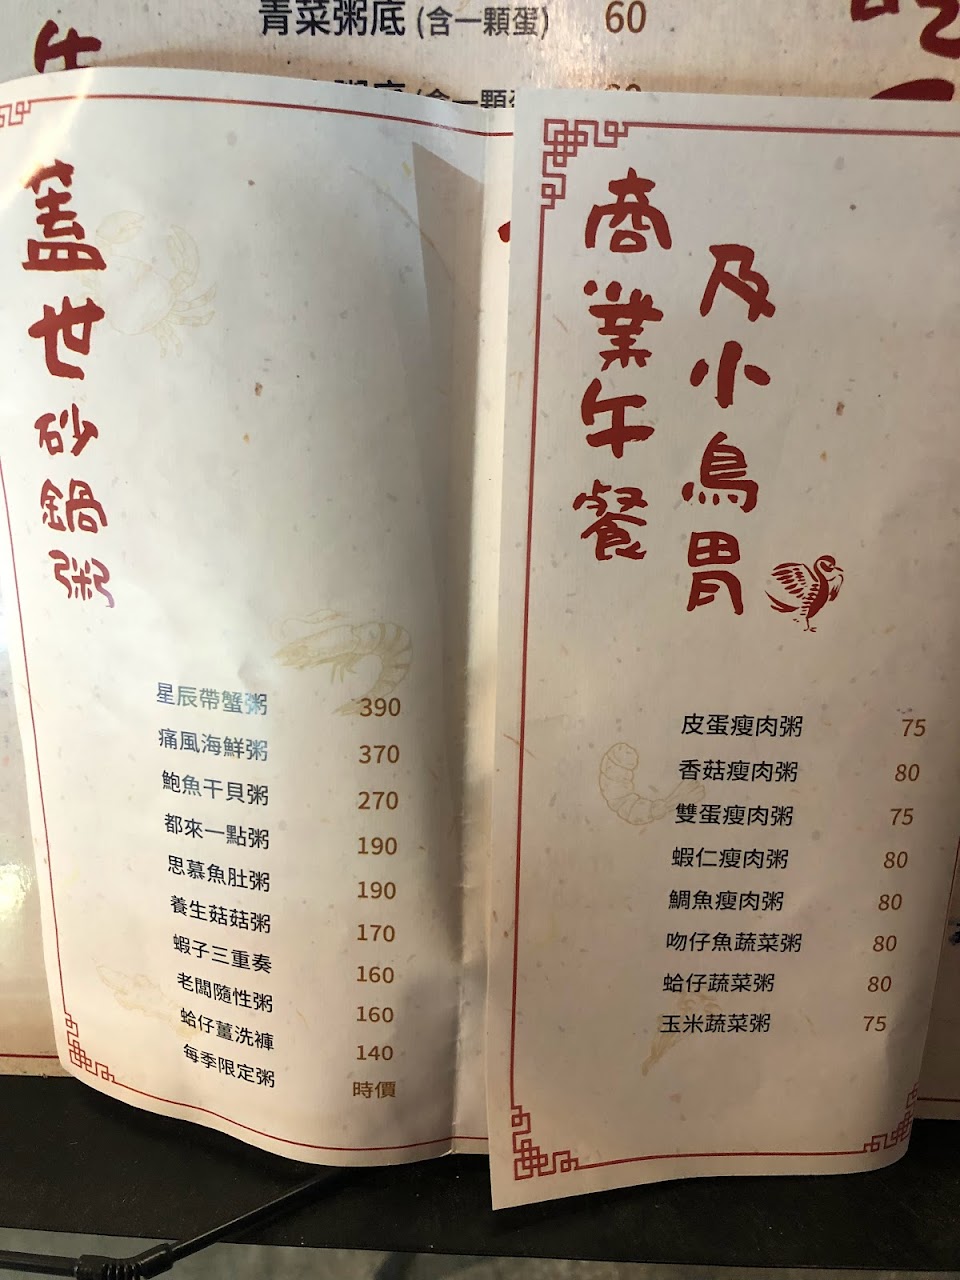 青菜粥底 (含一顆蛋) 60
蓋世砂鍋粥
星辰帶蟹粥 390
痛風海鮮粥 370
鮑魚干貝粥 270
都來一點粥 190
思慕魚肚粥 190
養生菇菇粥 170
蝦子三重奏 160
老闆隨性粥 160
蛤仔薑洗褲 140
每季限定粥 時價
商業午餐
及小鳥胃
皮蛋瘦肉粥 75
香菇瘦肉粥 80
雙蛋瘦肉粥 75
蝦仁瘦肉粥 80
鯛魚瘦肉粥 80
吻仔魚蔬菜粥 80
蛤仔蔬菜粥 80
玉米蔬菜粥 75